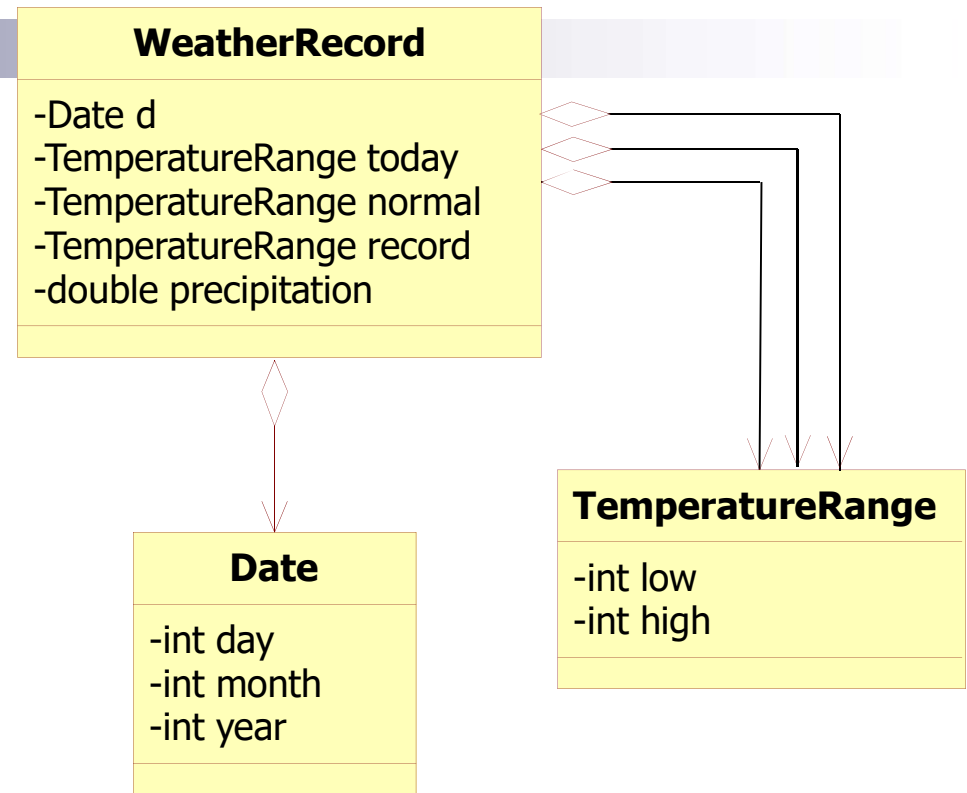 WeatherRecord
-Date d
-TemperatureRange today
-TemperatureRange normal
-TemperatureRange record
-double precipitation
Date
-int day
-int month
-int year
TemperatureRange
-int low
-int high